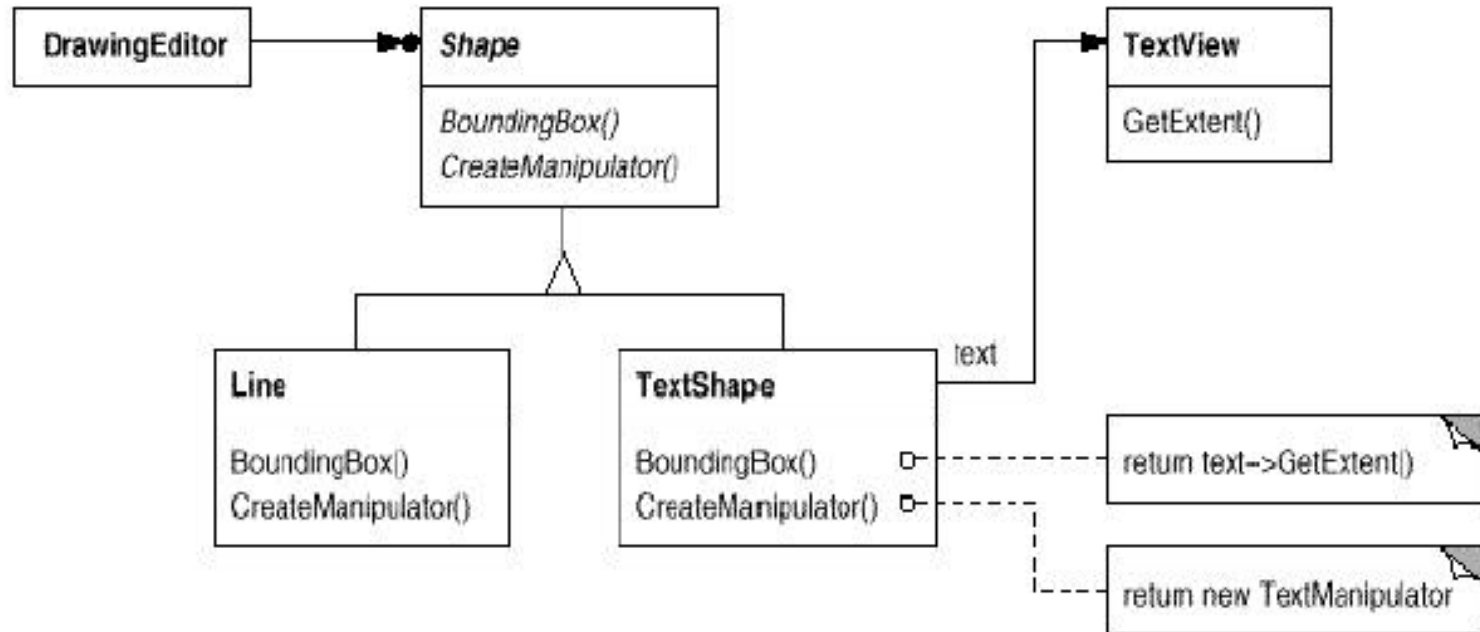 DrawingEditor
Shape
BoundingBox()
CreateManipulator()
TextView
GetExtent()
Line
BoundingBox()
CreateManipulator()
TextShape
BoundingBox()
CreateManipulator()
text
return text->GetExtent()
return new TextManipulator